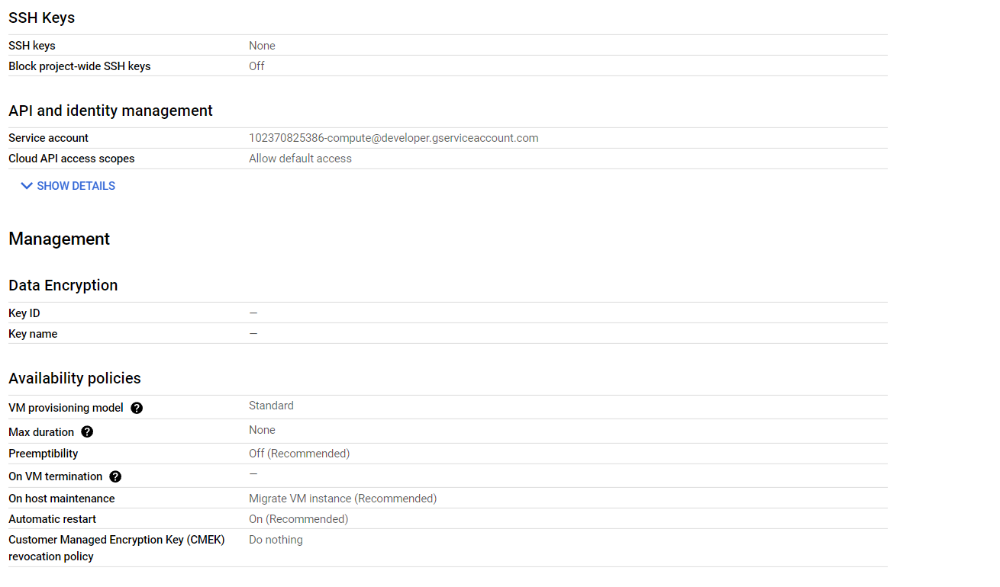 SSH Keys
SSH keys None
Block project-wide SSH keys Off
API and identity management
Service account 102370825386-compute@developer.gserviceaccount.com
Cloud API access scopes Allow default access
SHOW DETAILS
Management
Data Encryption
Key ID —
Key name —
Availability policies
VM provisioning model ? Standard
Max duration ? None
Preemptibility Off (Recommended)
On VM termination ? —
On host maintenance Migrate VM instance (Recommended)
Automatic restart On (Recommended)
Customer Managed Encryption Key (CMEK) Do nothing
revocation policy